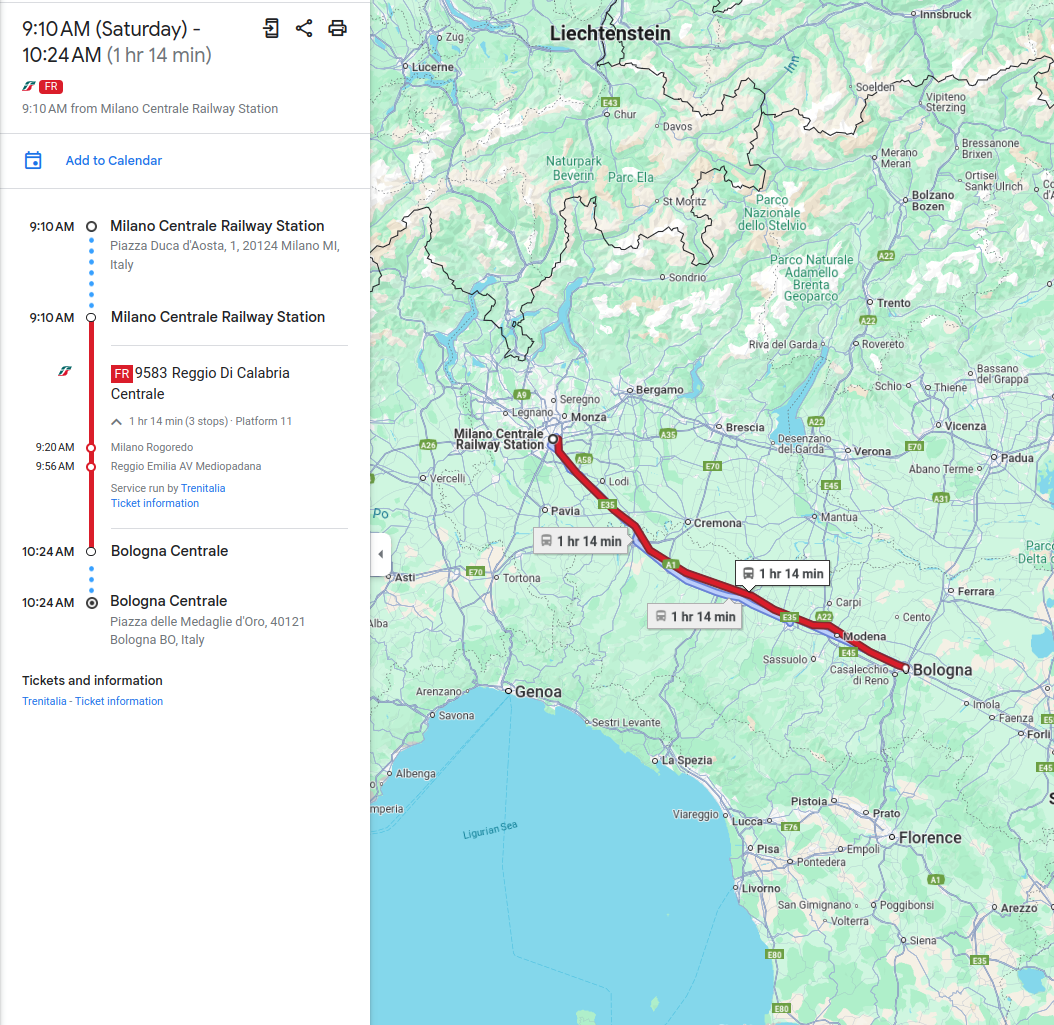 9:10 AM (Saturday) -
10:24 AM (1 hr 14 min)
FR
9:10 AM from Milano Centrale Railway Station
Add to Calendar
9:10 AM
Milano Centrale Railway Station
Piazza Duca d'Aosta, 1, 20124 Milano MI,
Italy
9:10 AM
Milano Centrale Railway Station
FR 9583 Reggio Di Calabria
Centrale
1 hr 14 min (3 stops) · Platform 11
9:20 AM
Milano Rogoredo
9:56 AM
Reggio Emilia AV Mediopadana
Service run by Trenitalia
Ticket information
10:24 AM
Bologna Centrale
10:24 AM
Bologna Centrale
Piazza delle Medaglie d'Oro, 40121
Bologna BO, Italy
Tickets and information
Trenitalia - Ticket information
Innsbruck
Liechtenstein
Zug
Lucerne
Inn
Soelden
E43
Chur
Vipiteno
Sterzing
Davos
Bressanone
Brixen
Merano
Meran
Naturpark
Beverin
Parc Ela
Ortisei
Sankt Ulrich
Bolzano
Bozen
St Moritz
Parco
Nazionale
dello Stelvio
A22
Parco Naturale
Adamello
Brenta
Geoparco
Sondrio
Trento
A22
Riva del Garda
Rovereto
Bassano
del Grappa
Schio
Thiene
A9
Bergamo
Seregno
Legnano
Monza
A22
Vicenza
Brescia
Milano Centrale
Railway Station
A26
A35
Desenzano
del Garda
Verona
E70
Padua
A58
E70
Abano Terme
Vercelli
Lodi
E45
A31
E35
Pavia
Po
Mantua
Cremona
1 hr 14 min
Parc
Delta d
A1
E70
Asti
Tortona
1 hr 14 min
Ferrara
Carpi
1 hr 14 min
E35
A22
Cento
Alba
Modena
E45
Sassuolo
Casalecchio
di Reno
Bologna
Arenzano
Genoa
Imola
Savona
Sestri Levante
Faenza
E5
Forlì
La Spezia
E45
Albenga
Imperia
Pistoia
Prato
Viareggio
Lucca
E76
Ligurian Sea
Florence
Pisa
Empoli
Pontedera
A1
Livorno
San Gimignano
Poggibonsi
Arezzo
Volterra
Siena
E80
E35
E80